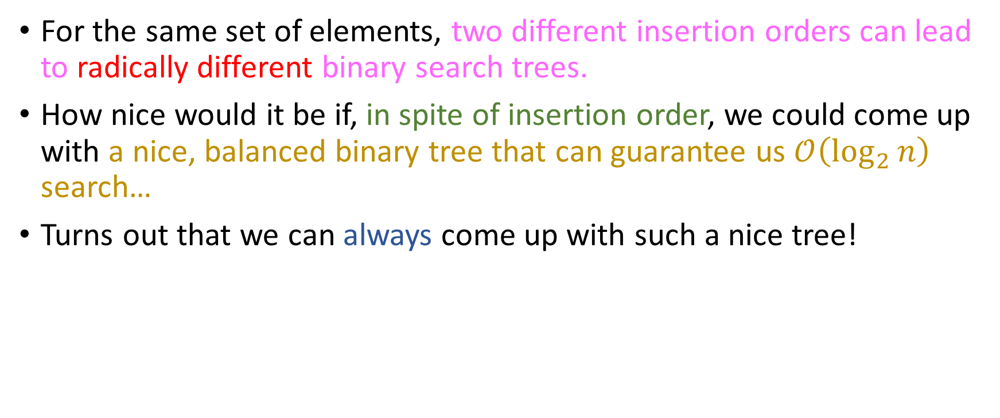 • For the same set of elements, two different insertion orders can lead
to radically different binary search trees.
• How nice would it be if, in spite of insertion order, we could come up
with a nice, balanced binary tree that can guarantee us 𝒪(log₂ 𝑛)
search…
• Turns out that we can always come up with such a nice tree!